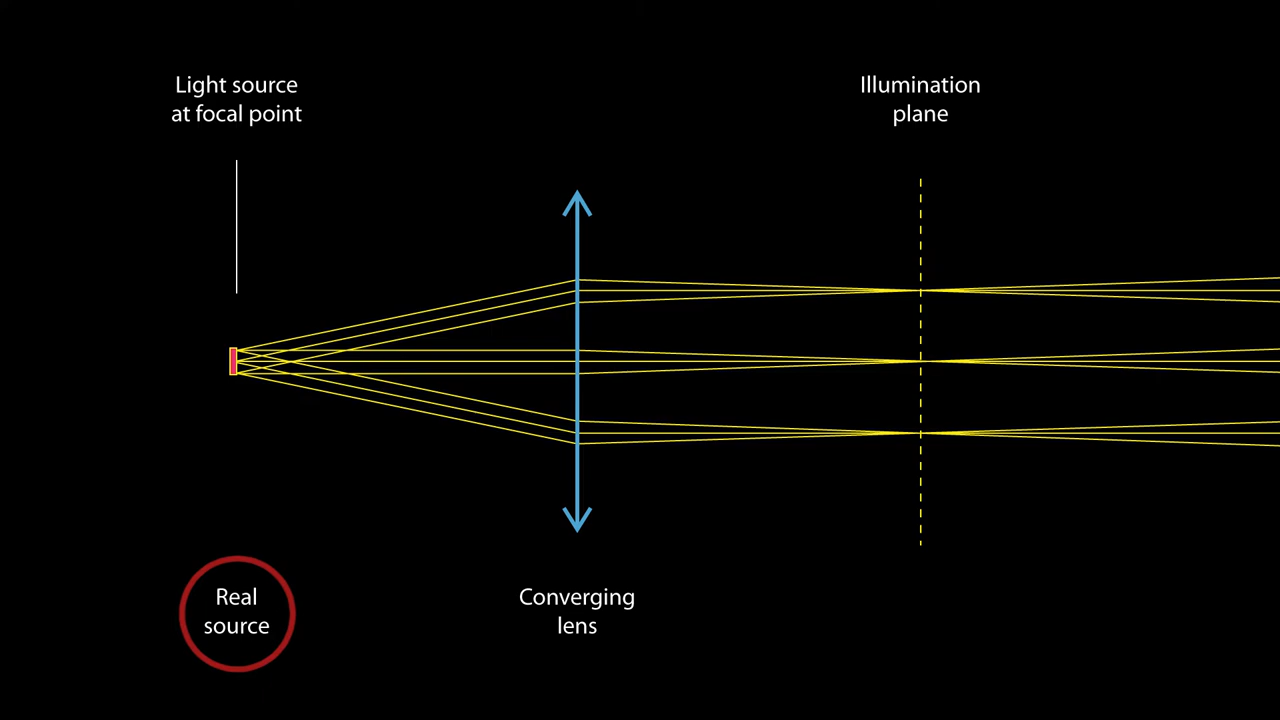 Light source
at focal point
Illumination
plane
Real
source
Converging
lens